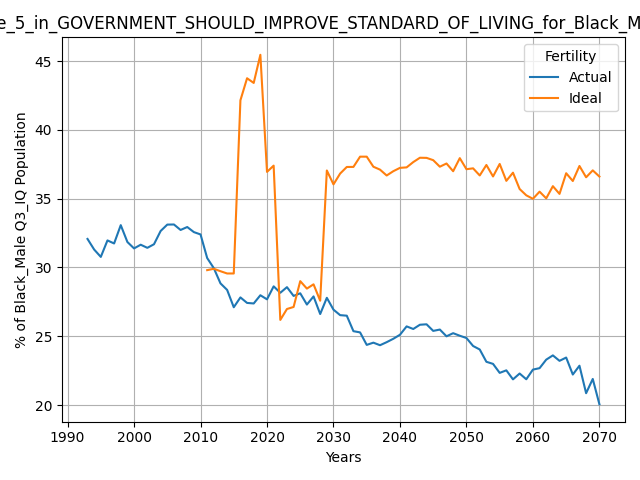 e_5_in_GOVERNMENT_SHOULD_IMPROVE_STANDARD_OF_LIVING_for_Black_M
Fertility
Actual
Ideal
45
40
35
30
25
20
% of Black_Male Q3_IQ Population
1990 2000 2010 2020 2030 2040 2050 2060 2070
Years